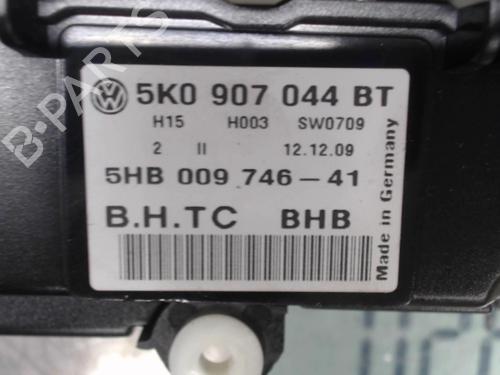 5K0 907 044 BT
H15 H003 SW0709
2 II 12.12.09
5HB 009 746-41
B.H.TC BHB
Made in Germany
B-PARTS